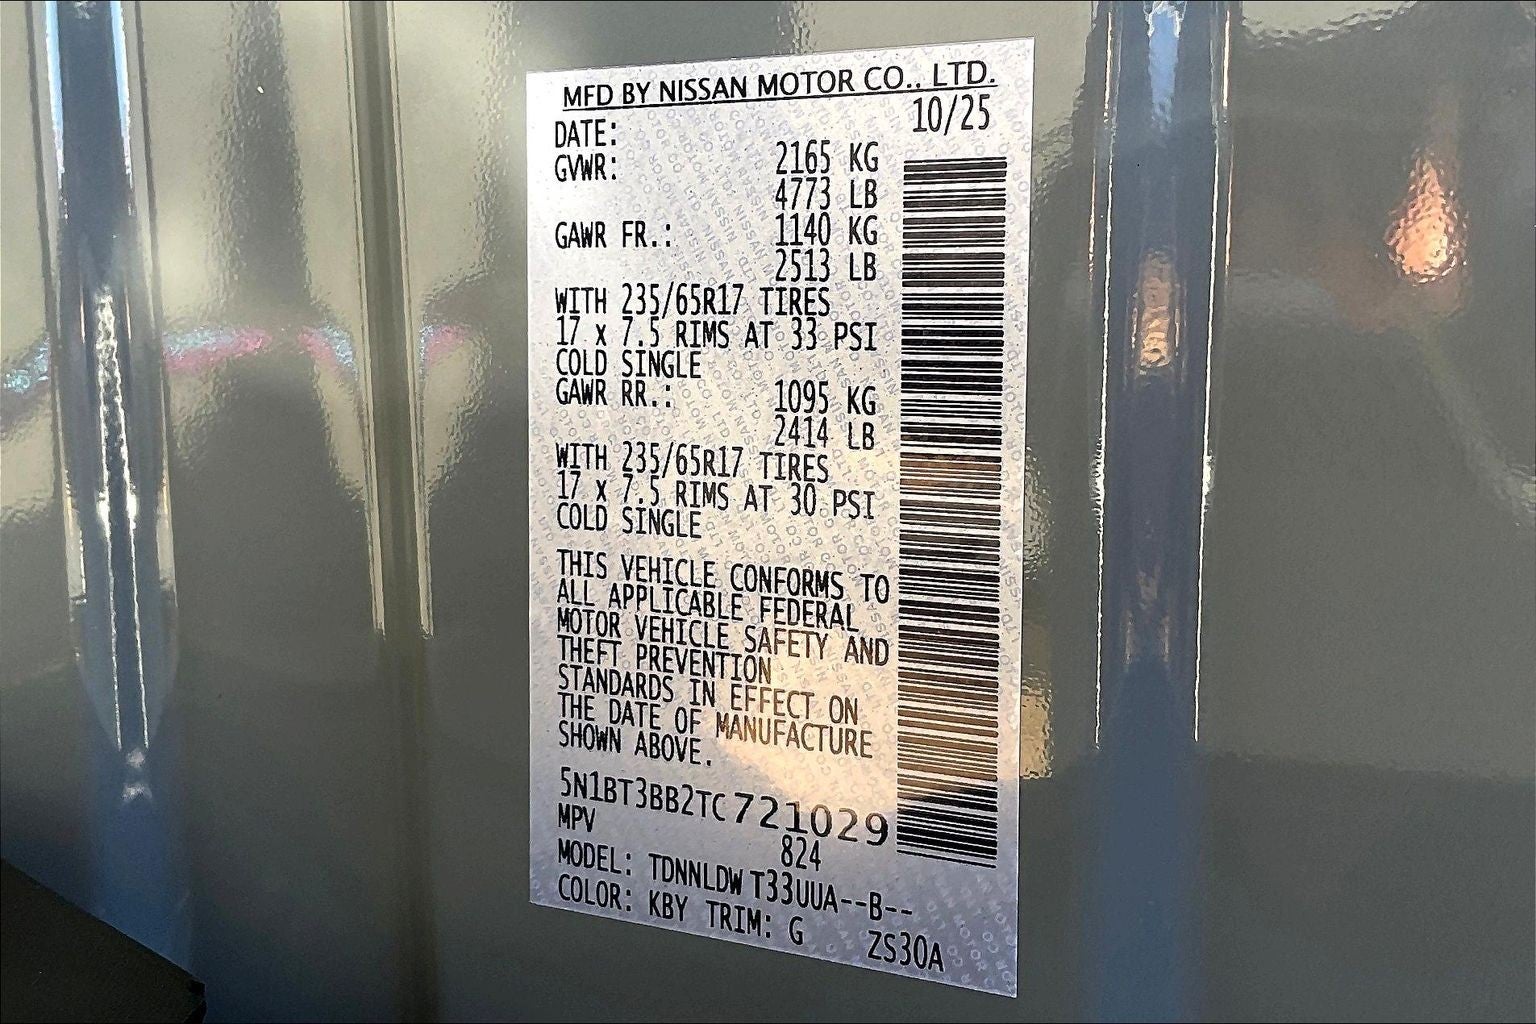 MFD BY NISSAN MOTOR CO., LTD.
DATE: 10/25
GVWR: 2165 KG
4773 LB
GAWR FR.: 1140 KG
2513 LB
WITH 235/65R17 TIRES
17 x 7.5 RIMS AT 33 PSI
COLD SINGLE
GAWR RR.: 1095 KG
2414 LB
WITH 235/65R17 TIRES
17 x 7.5 RIMS AT 30 PSI
COLD SINGLE
THIS VEHICLE CONFORMS TO
ALL APPLICABLE FEDERAL
MOTOR VEHICLE SAFETY AND
THEFT PREVENTION
STANDARDS IN EFFECT ON
THE DATE OF MANUFACTURE
SHOWN ABOVE.
5N1BT3BB2TC721029
MPV 824
MODEL: TDNNLDW T33UUA--B--
COLOR: KBY TRIM: G ZS30A